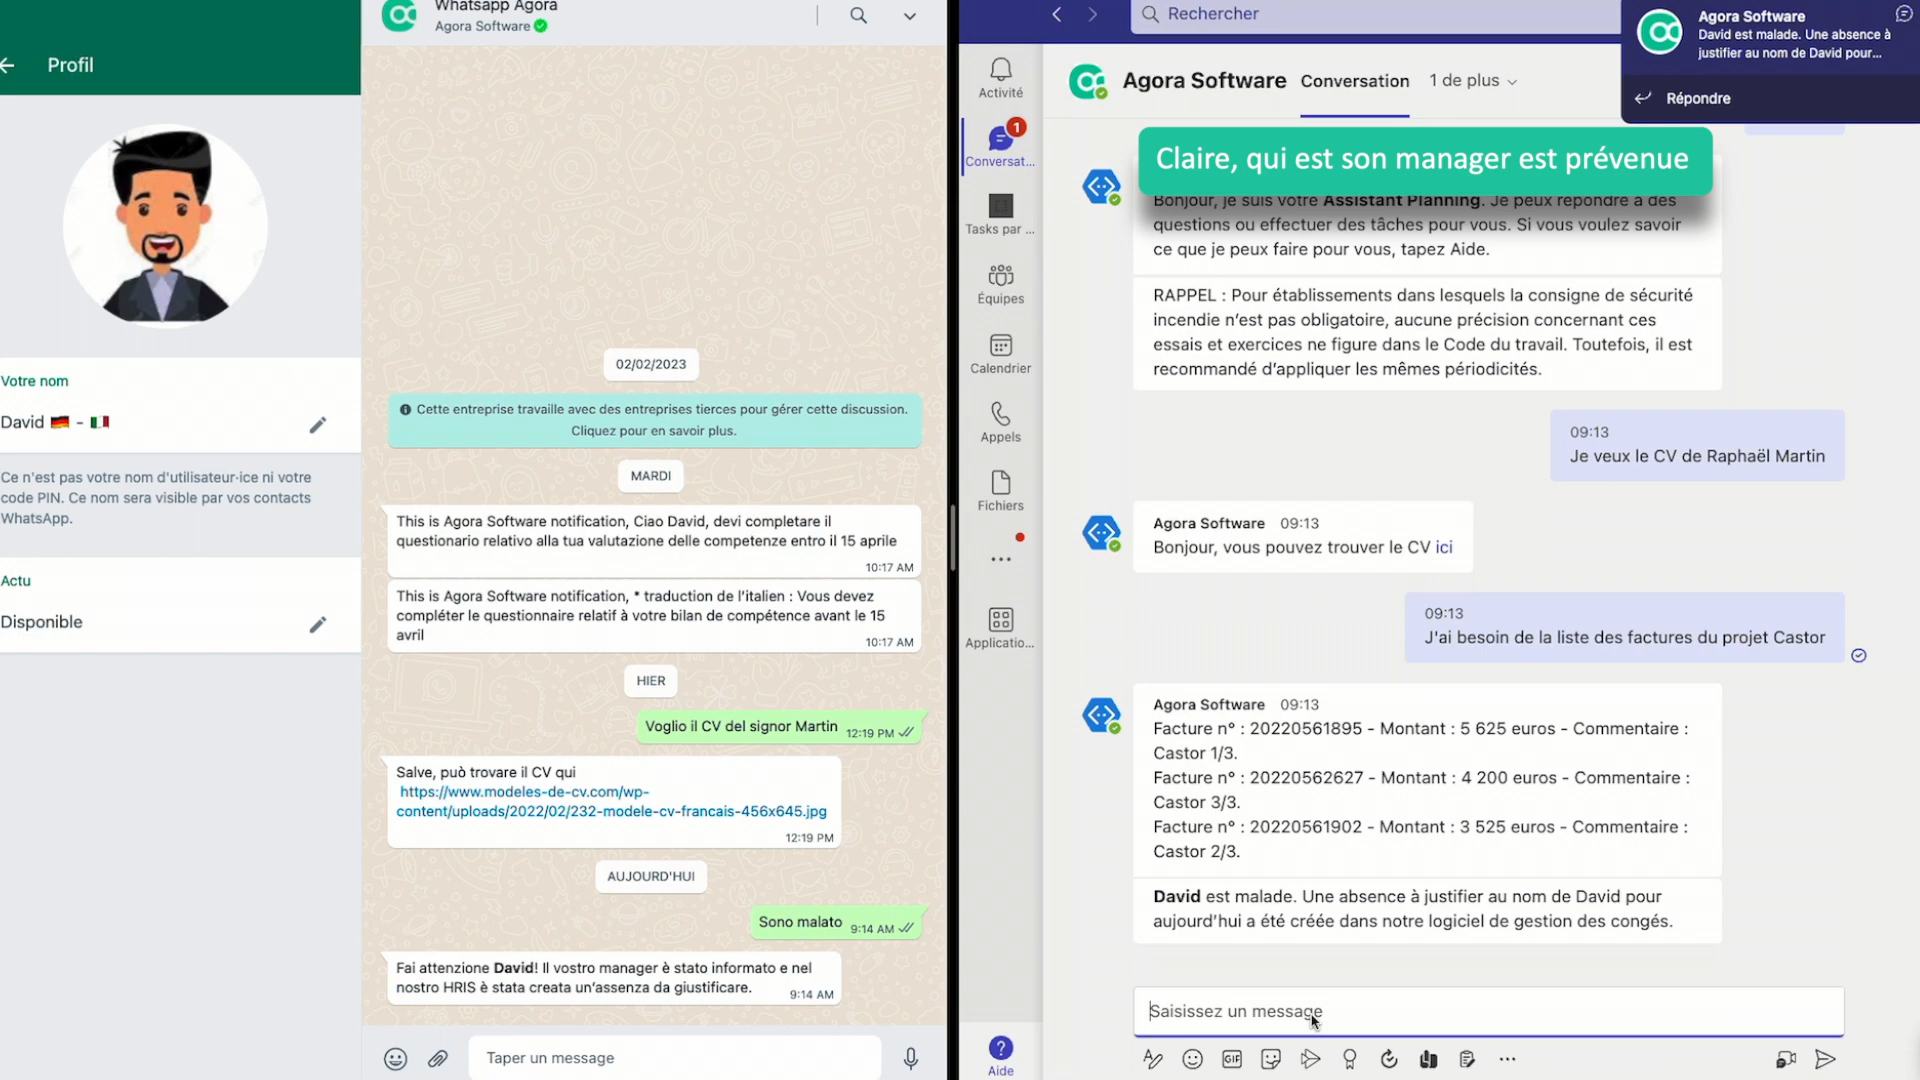 Profil
Votre nom
David 🇩🇪 - 🇮🇹
Ce n'est pas votre nom d'utilisateur·ice ni votre
code PIN. Ce nom sera visible par vos contacts
WhatsApp.
Actu
Disponible
Whatsapp Agora
Agora Software
02/02/2023
Cette entreprise travaille avec des entreprises tierces pour gérer cette discussion.
Cliquez pour en savoir plus.
MARDI
This is Agora Software notification, Ciao David, devi completare il
questionario relativo alla tua valutazione delle competenze entro il 15 aprile
10:17 AM
This is Agora Software notification, * traduction de l'italien : Vous devez
compléter le questionnaire relatif à votre bilan de compétence avant le 15
avril
10:17 AM
HIER
Voglio il CV del signor Martin 12:19 PM
Salve, può trovare il CV qui
https://www.modeles-de-cv.com/wp-
content/uploads/2022/02/232-modele-cv-francais-456x645.jpg
12:19 PM
AUJOURD'HUI
Sono malato 9:14 AM
Fai attenzione David! Il vostro manager è stato informato e nel
nostro HRIS è stata creata un'assenza da giustificare. 9:14 AM
Taper un message
Rechercher
Activité
1
Conversat...
Tasks par ...
Équipes
Calendrier
Appels
Fichiers
Applicatio...
Aide
Agora Software Conversation 1 de plus
Agora Software
David est malade. Une absence à
justifier au nom de David pour...
Répondre
Claire, qui est son manager est prévenue
Bonjour, je suis votre Assistant Planning. Je peux répondre à des
questions ou effectuer des tâches pour vous. Si vous voulez savoir
ce que je peux faire pour vous, tapez Aide.
RAPPEL : Pour établissements dans lesquels la consigne de sécurité
incendie n'est pas obligatoire, aucune précision concernant ces
essais et exercices ne figure dans le Code du travail. Toutefois, il est
recommandé d'appliquer les mêmes périodicités.
09:13
Je veux le CV de Raphaël Martin
Agora Software 09:13
Bonjour, vous pouvez trouver le CV ici
09:13
J'ai besoin de la liste des factures du projet Castor
Agora Software 09:13
Facture n° : 20220561895 - Montant : 5 625 euros - Commentaire :
Castor 1/3.
Facture n° : 20220562627 - Montant : 4 200 euros - Commentaire :
Castor 3/3.
Facture n° : 20220561902 - Montant : 3 525 euros - Commentaire :
Castor 2/3.
David est malade. Une absence à justifier au nom de David pour
aujourd'hui a été créée dans notre logiciel de gestion des congés.
Saisissez un message
GIF